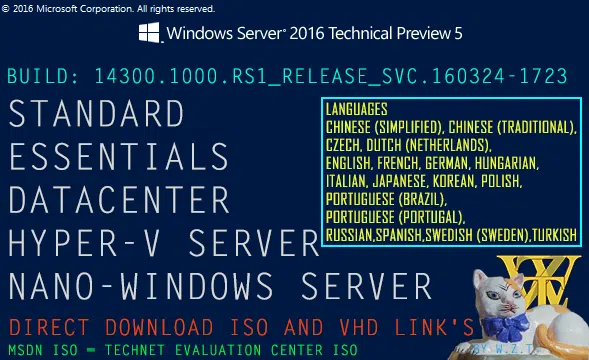 © 2016 Microsoft Corporation. All rights reserved.
Windows Server® 2016 Technical Preview 5
BUILD: 14300.1000.RS1_RELEASE_SVC.160324-1723
STANDARD
ESSENTIALS
DATACENTER
HYPER-V SERVER
NANO-WINDOWS SERVER
LANGUAGES
CHINESE (SIMPLIFIED), CHINESE (TRADITIONAL),
CZECH, DUTCH (NETHERLANDS),
ENGLISH, FRENCH, GERMAN, HUNGARIAN,
ITALIAN, JAPANESE, KOREAN, POLISH,
PORTUGUESE (BRAZIL),
PORTUGUESE (PORTUGAL),
RUSSIAN,SPANISH,SWEDISH (SWEDEN),TURKISH
DIRECT DOWNLOAD ISO AND VHD LINK'S
MSDN ISO = TECHNET EVALUATION CENTER ISO
BY W.Z.T